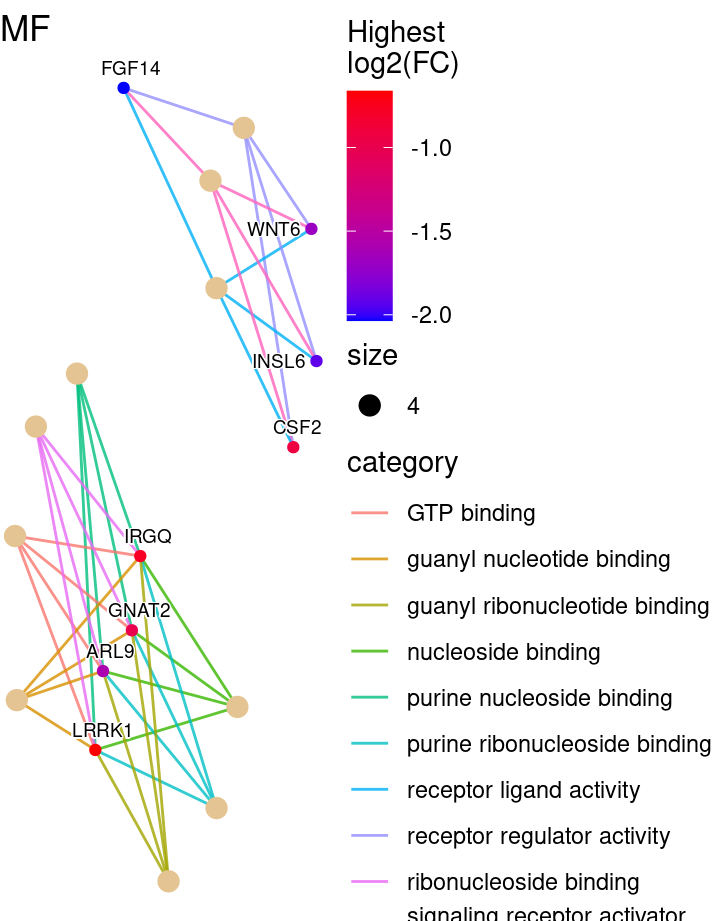 MF
Highest
log2(FC)
FGF14
-1.0
WNT6
-1.5
-2.0
INSL6
size
4
CSF2
category
GTP binding
IRGQ
guanyl nucleotide binding
GNAT2
guanyl ribonucleotide binding
ARL9
nucleoside binding
purine nucleoside binding
LRRK1
purine ribonucleoside binding
receptor ligand activity
receptor regulator activity
ribonucleoside binding
signaling receptor activator